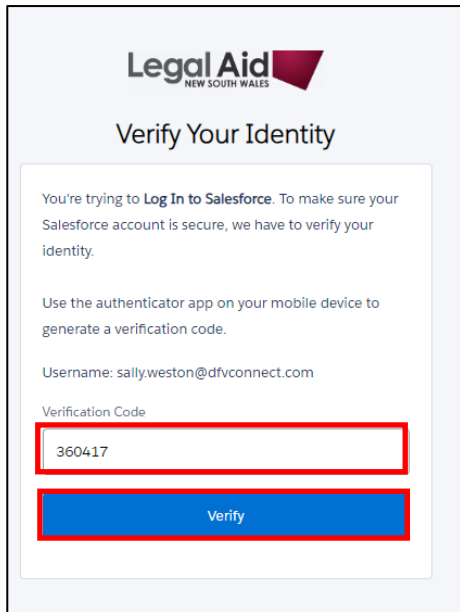 Legal Aid
NEW SOUTH WALES
Verify Your Identity
You're trying to Log In to Salesforce. To make sure your
Salesforce account is secure, we have to verify your
identity.
Use the authenticator app on your mobile device to
generate a verification code.
Username: sally.weston@dfvconnect.com
Verification Code
360417
Verify